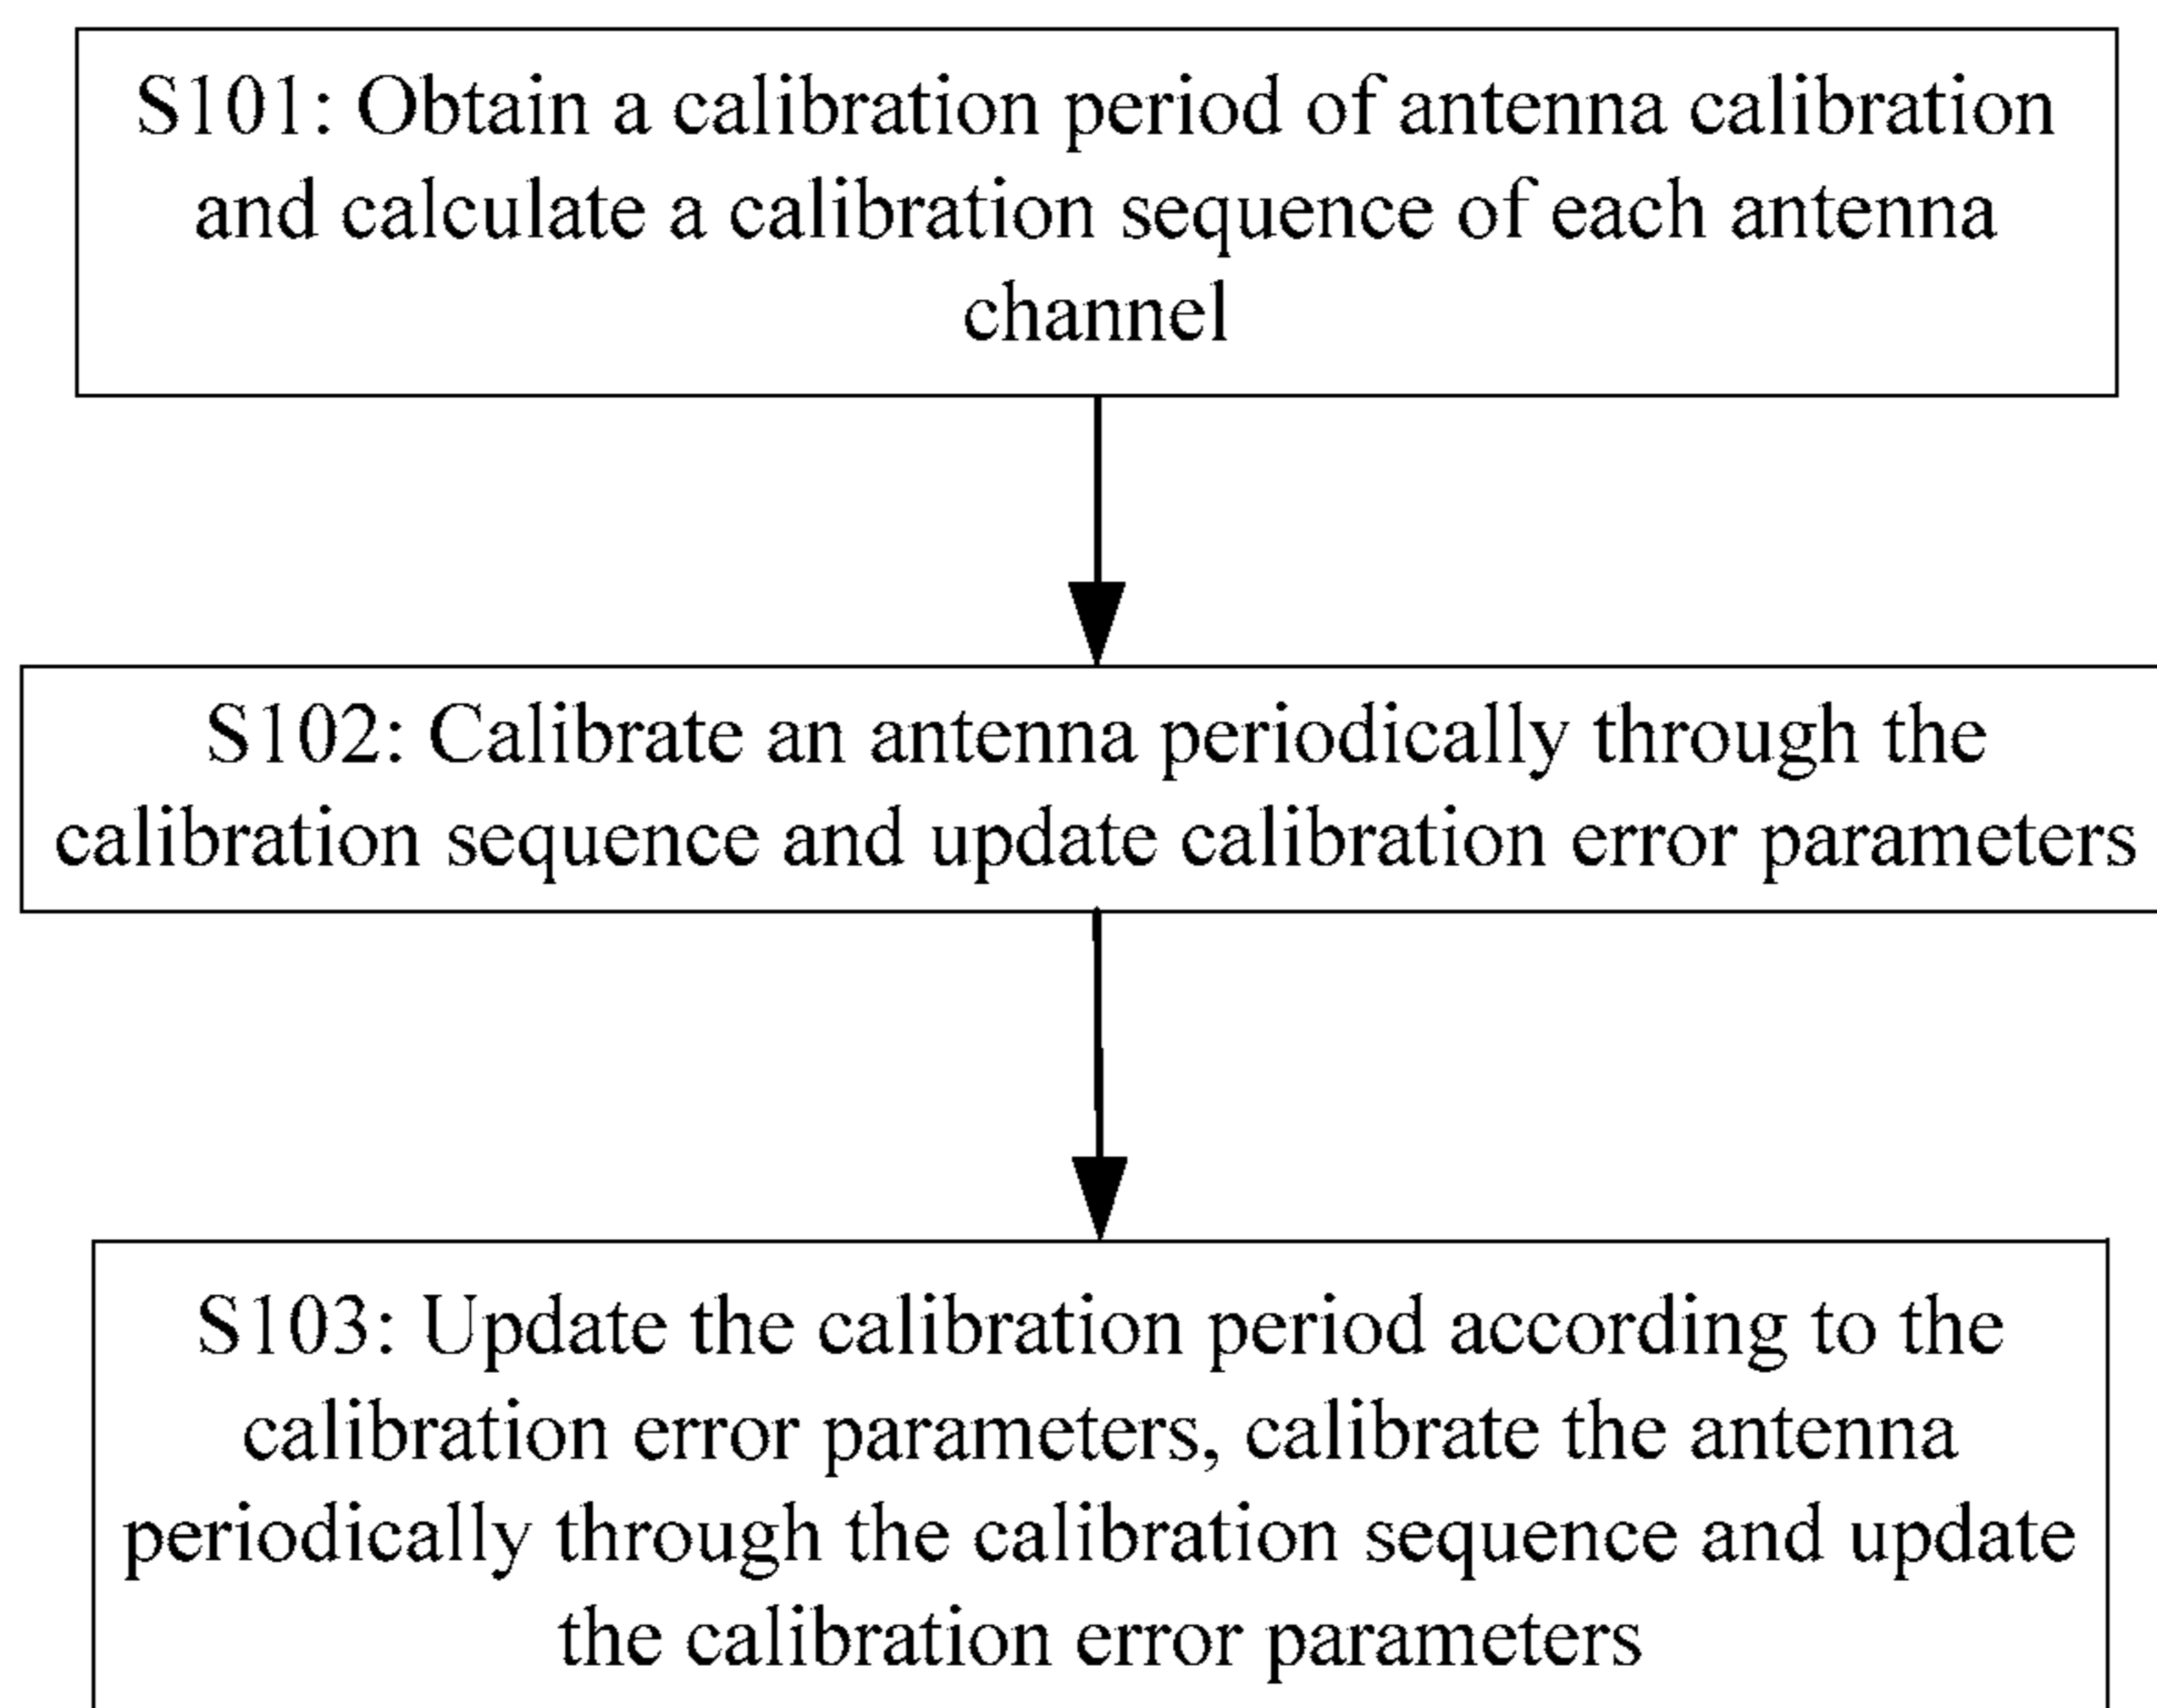 S101: Obtain a calibration period of antenna calibration
and calculate a calibration sequence of each antenna
channel
S102: Calibrate an antenna periodically through the
calibration sequence and update calibration error parameters
S103: Update the calibration period according to the
calibration error parameters, calibrate the antenna
periodically through the calibration sequence and update
the calibration error parameters